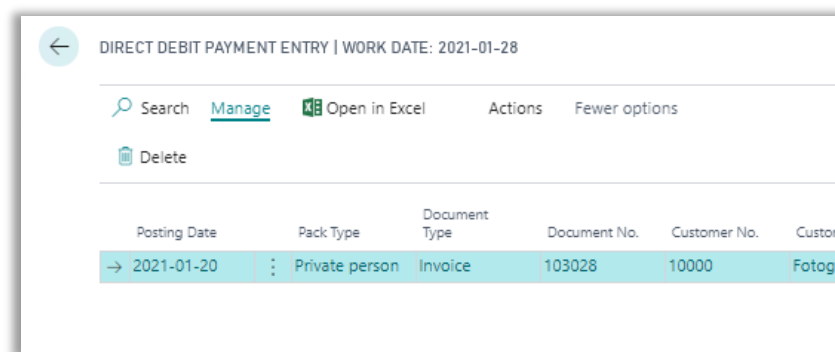 DIRECT DEBIT PAYMENT ENTRY | WORK DATE: 2021-01-28
Search Manage Open in Excel Actions Fewer options
Delete
Posting Date Pack Type Document Type Document No. Customer No.
2021-01-20 Private person Invoice 103028 10000